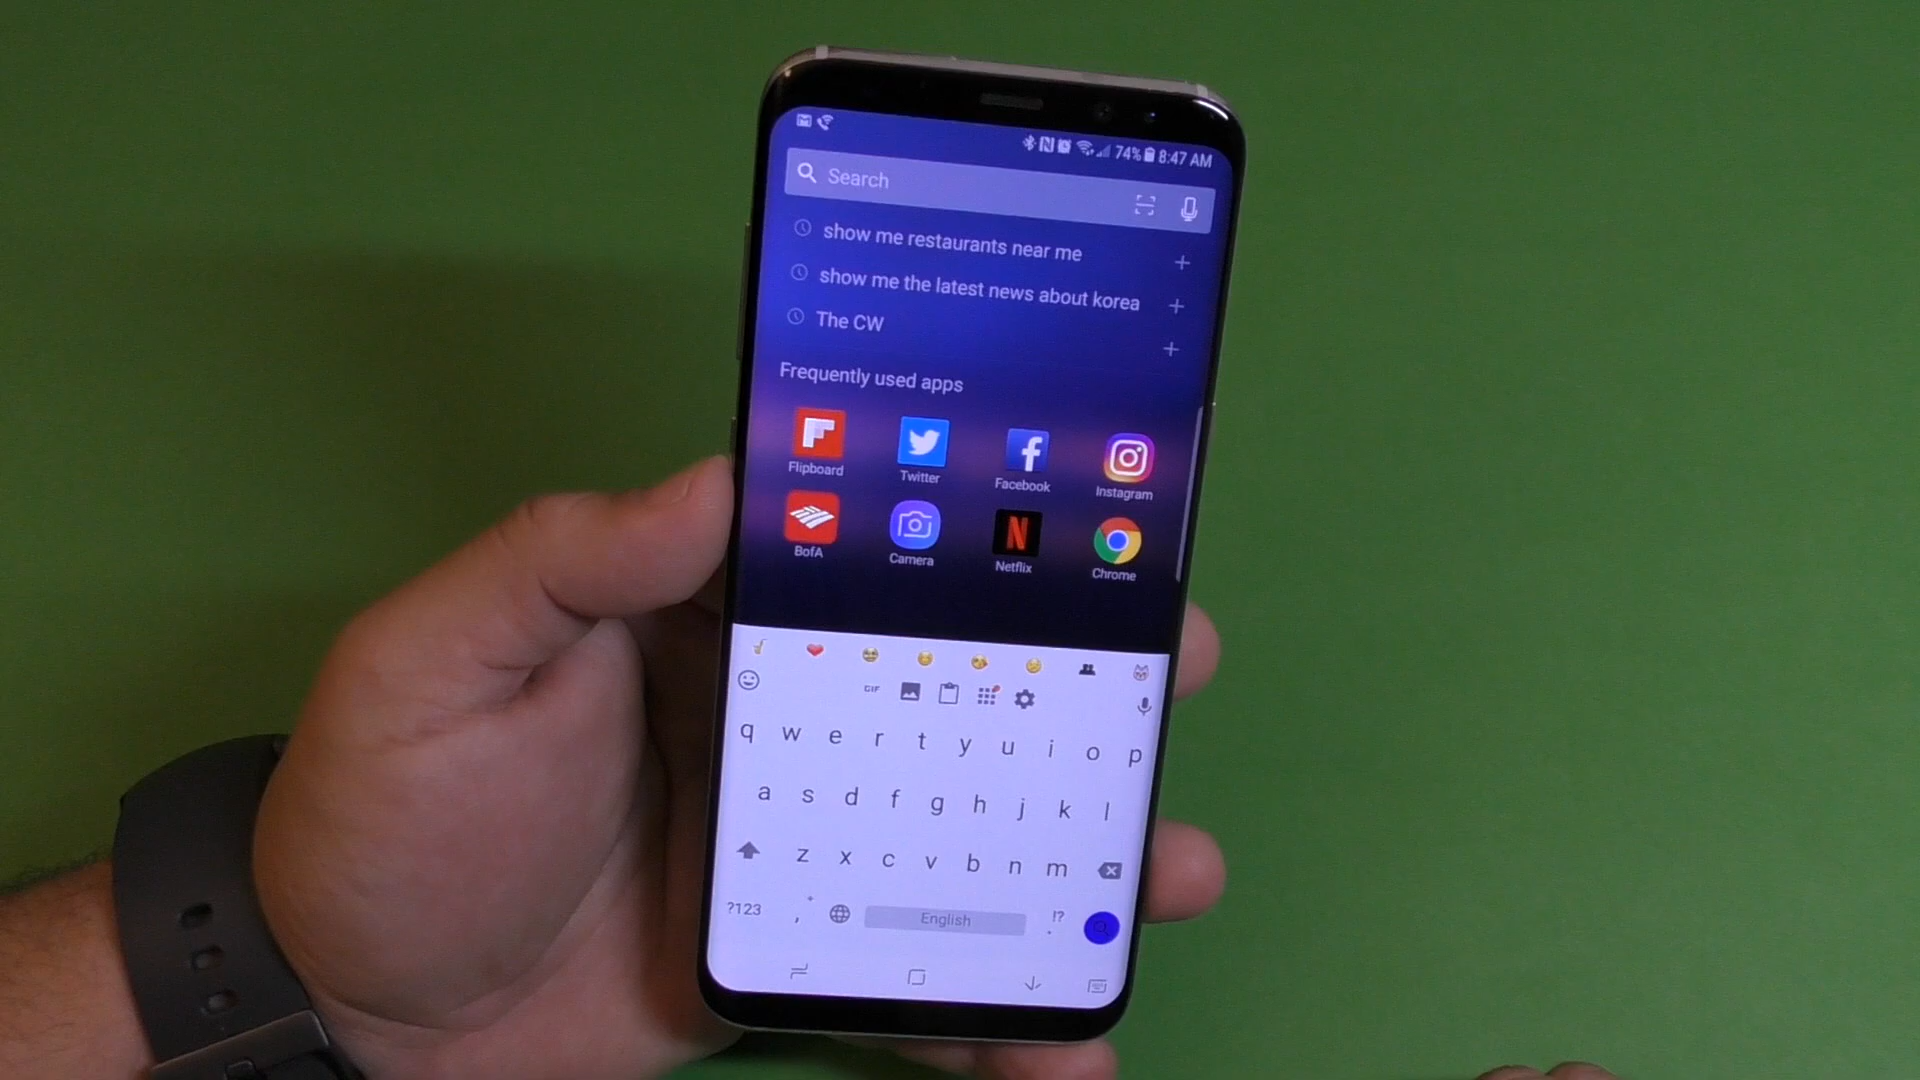 74% 8:47 AM
Search
show me restaurants near me
show me the latest news about korea
The CW
Frequently used apps
Flipboard Twitter Facebook Instagram
BofA Camera Netflix Chrome
GIF
q w e r t y u i o p
a s d f g h j k l
z x c v b n m
?123 , English !? .